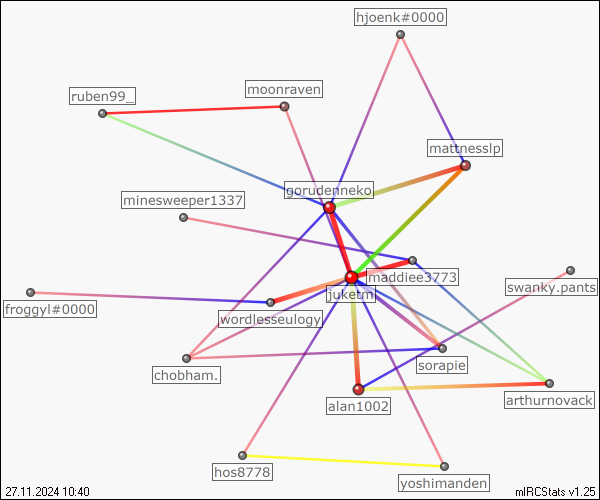 hjoenk#0000
moonraven
ruben99_
mattnesslp
gorudenneko
minesweeper1337
maddiee3773
swanky.pants
juketmi
froggyl#0000
wordlesseulogy
sorapie
chobham.
arthurnovack
alan1002
hos8778
yoshimanden
27.11.2024 10:40
mIRCStats v1.25